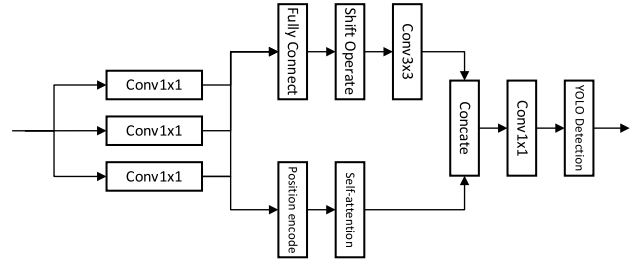 Conv1x1
Conv1x1
Conv1x1
Fully Connect
Shift Operate
Conv3x3
Position encode
Self-attention
Concate
Conv1x1
YOLO Detection